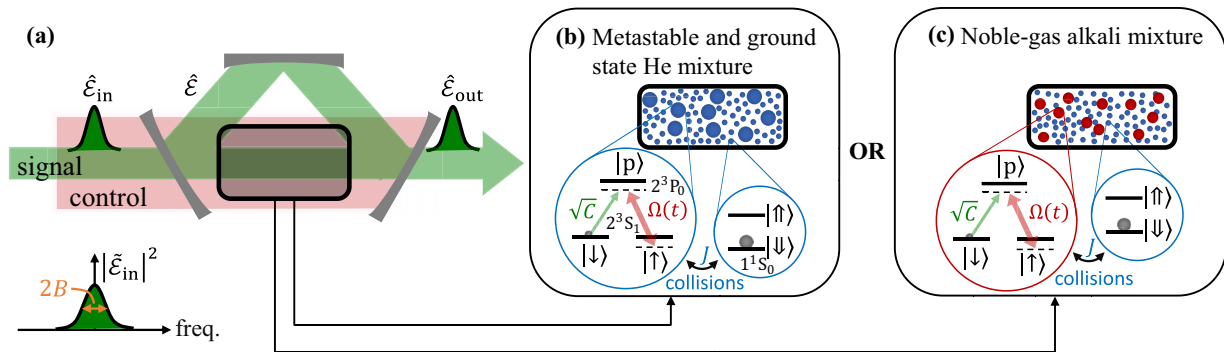 (a)
Ê_in
Ê
Ê_out
signal
control
|Ẽ_in|²
2B
freq.
(b) Metastable and ground
state He mixture
|p⟩
2³P₀
√C
Ω(t)
2³S₁
|↓⟩
|↑⟩
|⇑⟩
|⇓⟩
1¹S₀
J
collisions
OR
(c) Noble-gas alkali mixture
|p⟩
√C
Ω(t)
|↓⟩
|↑⟩
|⇑⟩
|⇓⟩
J
collisions